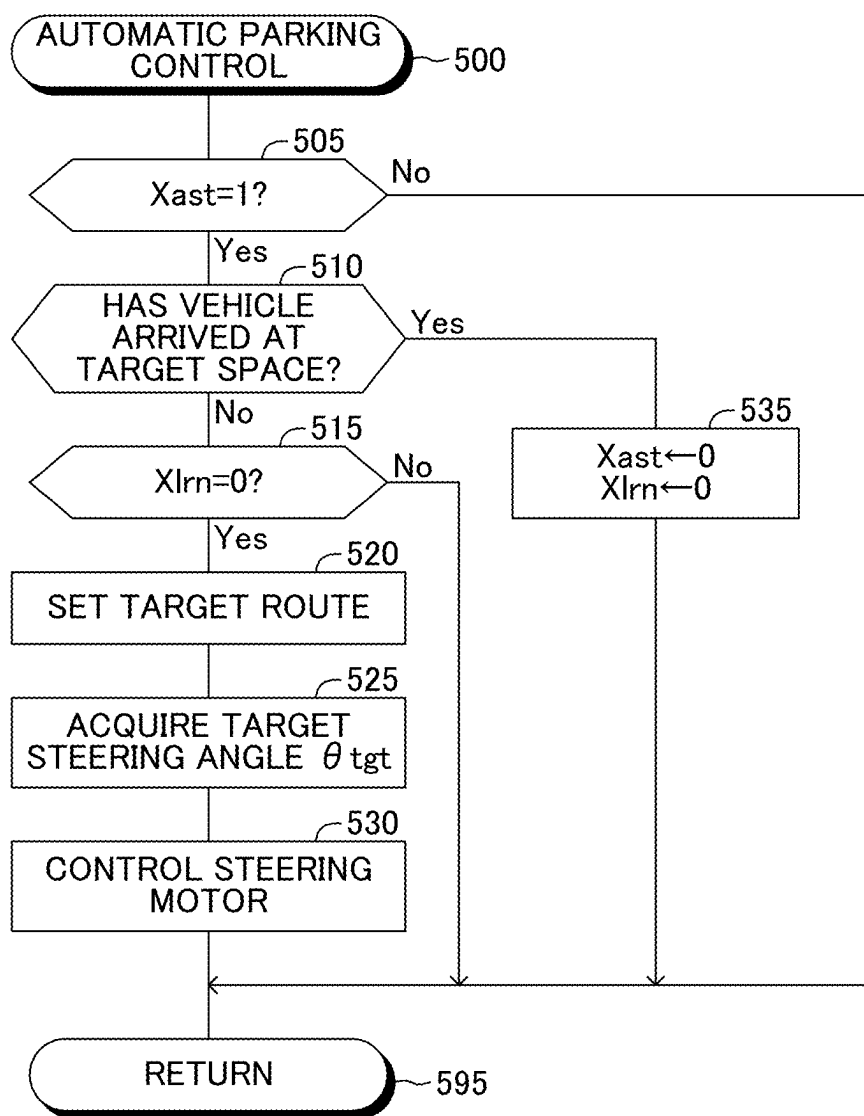 AUTOMATIC PARKING
CONTROL
500
505
Xast=1?
No
Yes
510
HAS VEHICLE
ARRIVED AT
TARGET SPACE?
Yes
No
515
Xlrn=0?
No
Yes
535
Xast←0
Xlrn←0
520
SET TARGET ROUTE
525
ACQUIRE TARGET
STEERING ANGLE θtgt
530
CONTROL STEERING
MOTOR
RETURN
595